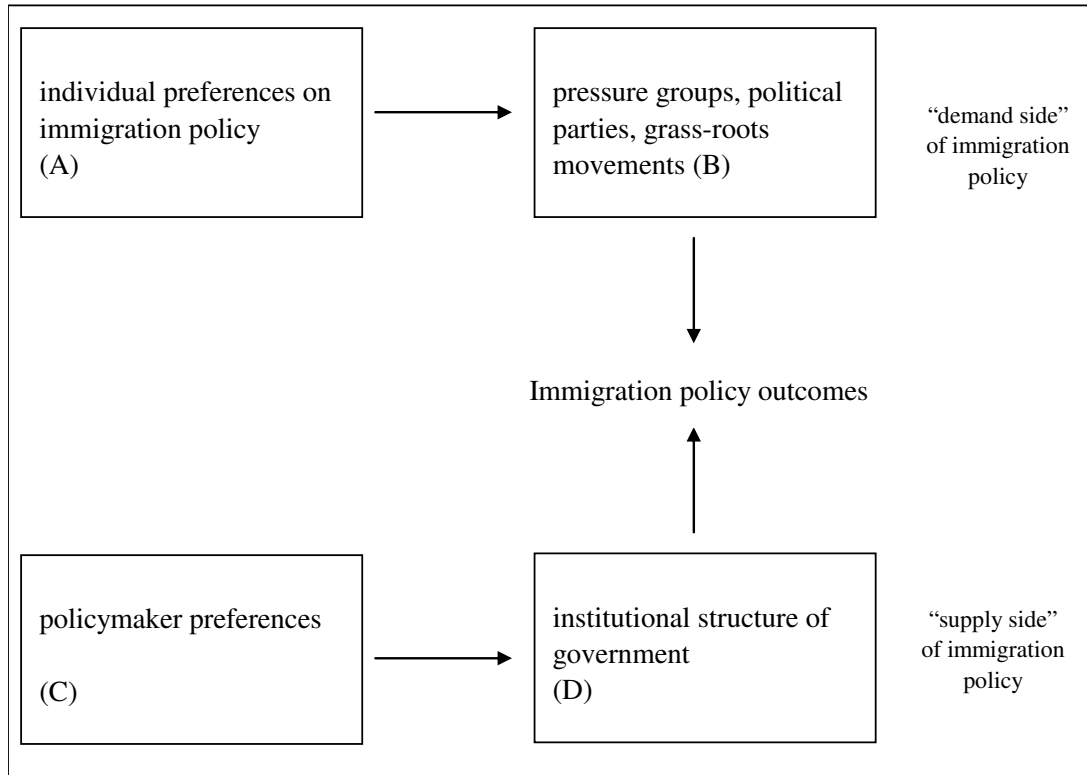 individual preferences on
immigration policy
(A)
pressure groups, political
parties, grass-roots
movements (B)
“demand side”
of immigration
policy
Immigration policy outcomes
policymaker preferences
(C)
institutional structure of
government
(D)
“supply side”
of immigration
policy